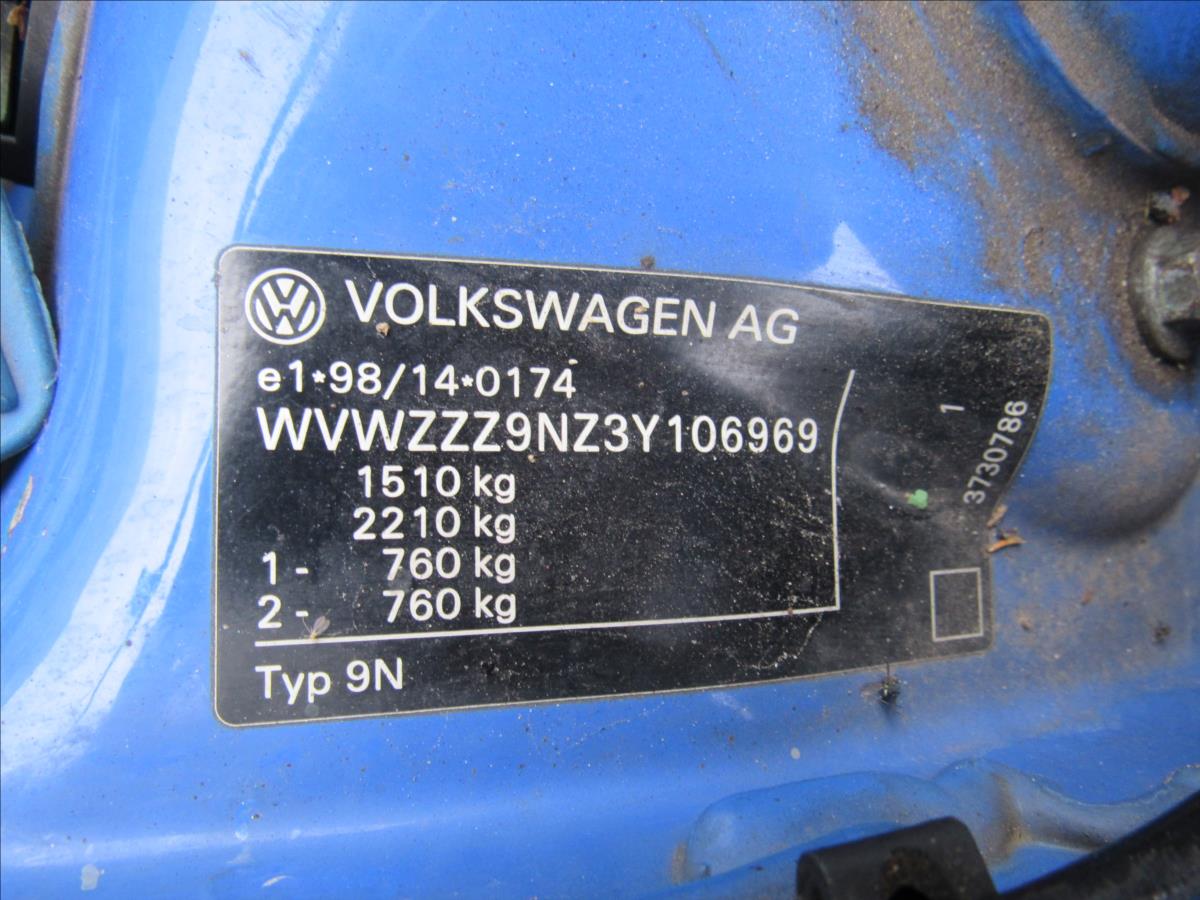 VOLKSWAGEN AG
e1*98/14*0174
WVWZZZ9NZ3Y106969
1510 kg
2210 kg
1- 760 kg
2- 760 kg
Typ 9N
1
3730786